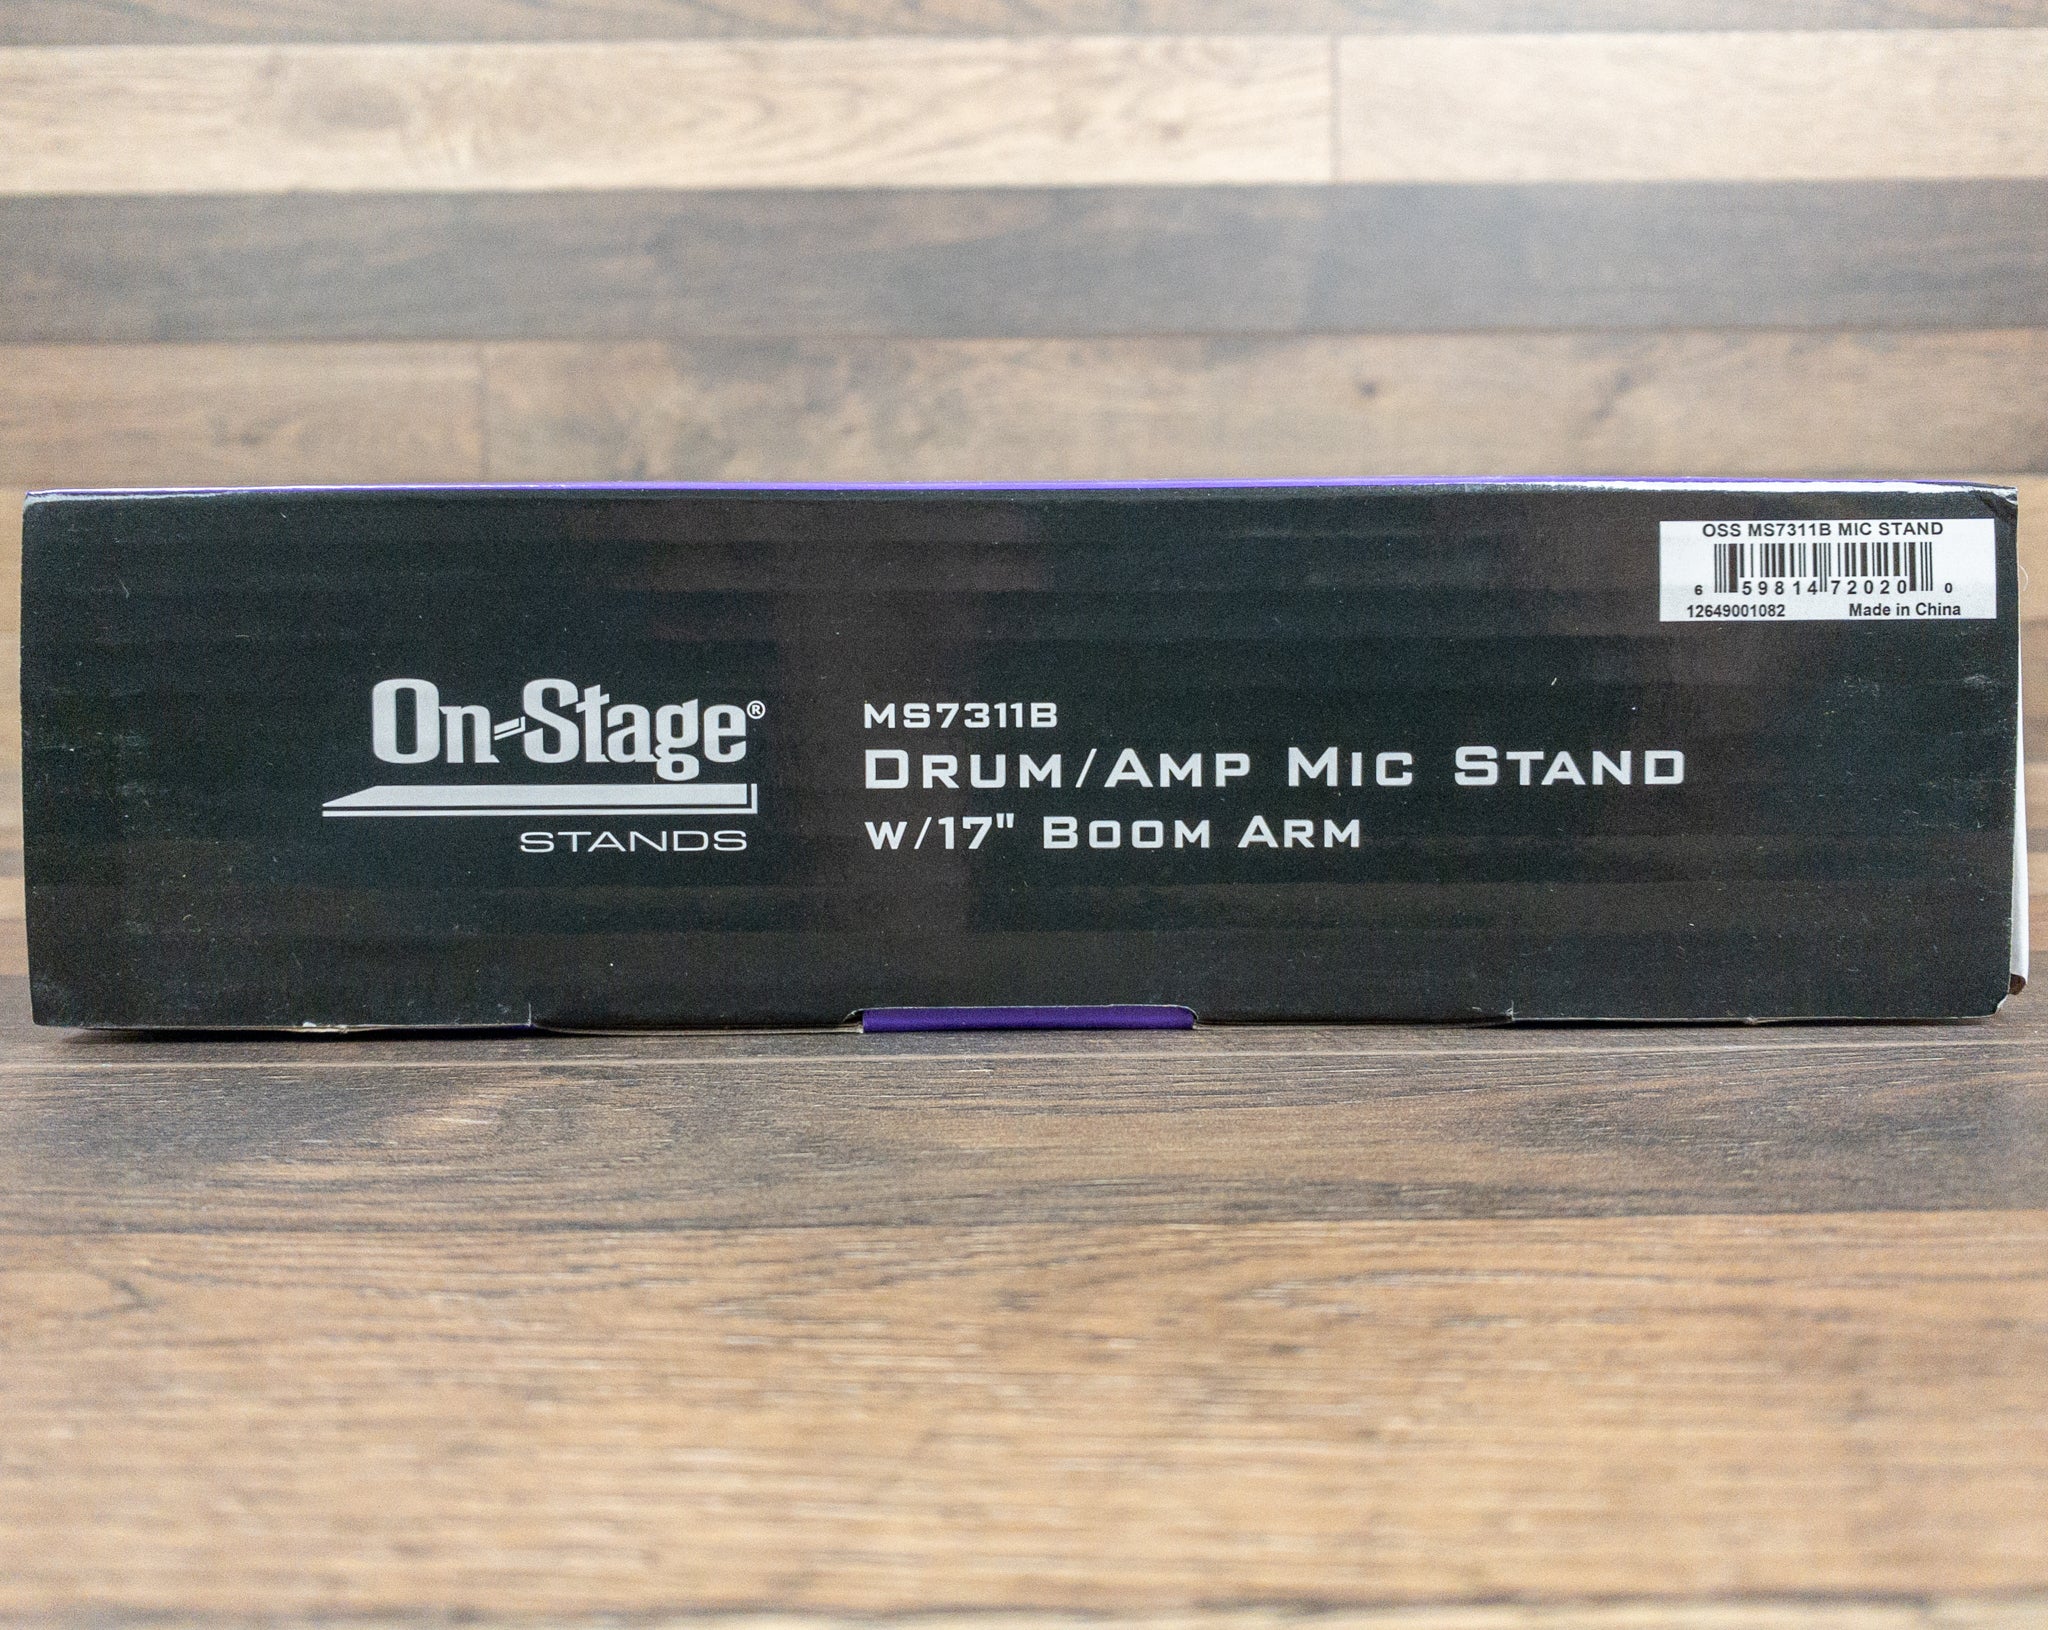 OSS MS7311B MIC STAND
6 59814 72020 0
12649001082 Made in China
On-Stage®
STANDS
MS7311B
DRUM/AMP MIC STAND
W/17" BOOM ARM